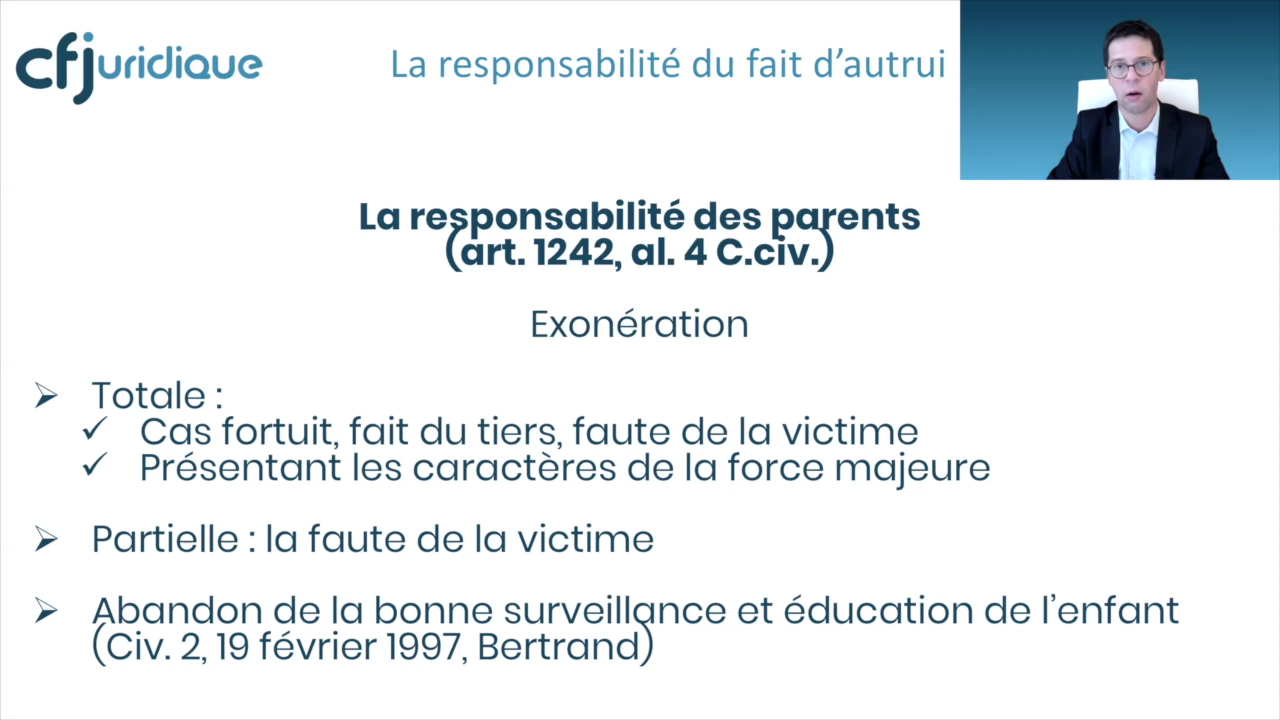 cfjuridique
La responsabilité du fait d’autrui
La responsabilité des parents
(art. 1242, al. 4 C.civ.)
Exonération
Totale :
Cas fortuit, fait du tiers, faute de la victime
Présentant les caractères de la force majeure
Partielle : la faute de la victime
Abandon de la bonne surveillance et éducation de l’enfant
(Civ. 2, 19 février 1997, Bertrand)